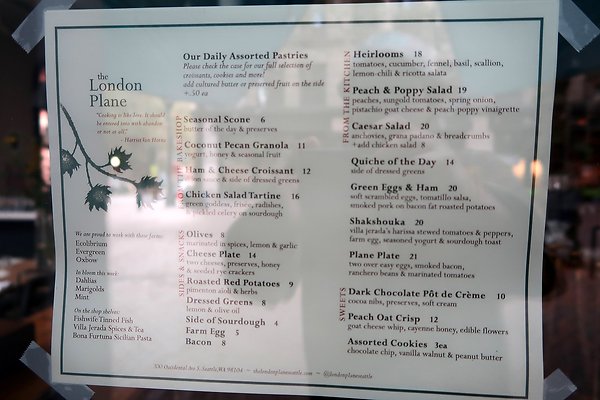 the
London
Plane
"Cooking is like love. It should
be entered into with abandon
or not at all."
- Harriet van Horne
We are proud to work with these farms:
Ecolibrium
Evergreen
Oxbow
In bloom this week:
Dahlias
Marigolds
Mint
On the shop shelves:
Fishwife Tinned Fish
Villa Jerada Spices & Tea
Bona Furtuna Sicilian Pasta
Our Daily Assorted Pastries
Please check the case for our full selection of
croissants, cookies and more!
add cultured butter or preserved fruit on the side
+.50 ea
FROM THE BAKESHOP
Seasonal Scone 6
butter of the day & preserves
Coconut Pecan Granola 11
yogurt, honey & seasonal fruit
Ham & Cheese Croissant 12
sauce & side of dressed greens
Chicken Salad Tartine 16
green goddess, frisee, radishes,
& pickled celery on sourdough
SIDES & SNACKS
Olives 8
marinated in spices, lemon & garlic
Cheese Plate 14
two cheeses, preserves, honey
& seeded rye crackers
Roasted Red Potatoes 9
pimenton aioli & herbs
Dressed Greens 8
lemon & olive oil
Side of Sourdough 4
Farm Egg 5
Bacon 8
FROM THE KITCHEN
Heirlooms 18
tomatoes, cucumber, fennel, basil, scallion,
lemon-chili & ricotta salata
Peach & Poppy Salad 19
peaches, sungold tomatoes, spring onion,
pistachio goat cheese & peach-poppy vinaigrette
Caesar Salad 20
anchovies, grana padano & breadcrumbs
+add chicken salad 8
Quiche of the Day 14
side of dressed greens
Green Eggs & Ham 20
soft scrambled eggs, tomatillo salsa,
smoked pork on bacon fat roasted potatoes
Shakshouka 20
villa jerada's harissa stewed tomatoes & peppers,
farm egg, seasoned yogurt & sourdough toast
Plane Plate 21
two over easy eggs, smoked bacon,
ranchero beans & marinated tomatoes
SWEETS
Dark Chocolate Pôt de Crème 10
cocoa nibs, preserves, soft cream
Peach Oat Crisp 12
goat cheese whip, cayenne honey, edible flowers
Assorted Cookies 3ea
chocolate chip, vanilla walnut & peanut butter
300 Occidental Ave S. Seattle, WA 98104 ~ thelondonplaneseattle.com ~ @londonplaneseattle